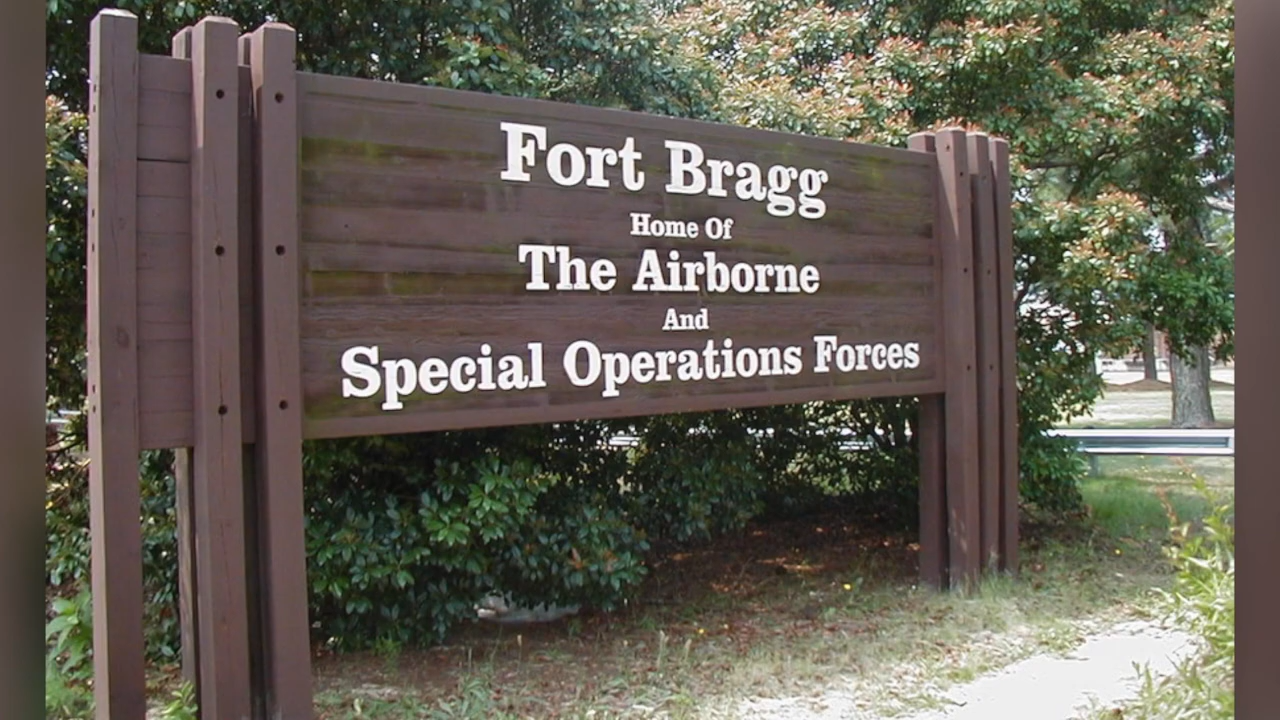 Fort Bragg
Home Of
The Airborne
And
Special Operations Forces